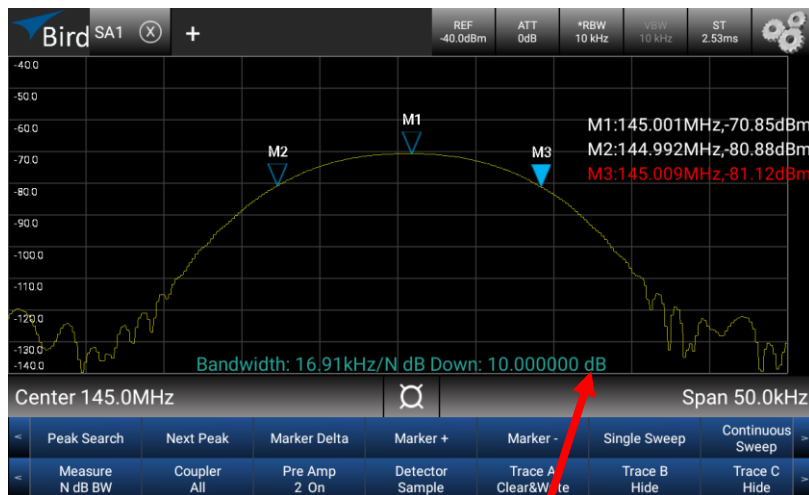 Bird SA1 X +
REF
-40.0dBm
ATT
0dB
*RBW
10 kHz
VBW
10 kHz
ST
2.53ms
-40.0
-50.0
-60.0
-70.0
-80.0
-90.0
-100.0
-110.0
-120.0
-130.0
-140.0
M1
M2
M3
M1:145.001MHz,-70.85dBm
M2:144.992MHz,-80.88dBm
M3:145.009MHz,-81.12dBm
Bandwidth: 16.91kHz/N dB Down: 10.000000 dB
Center 145.0MHz
Span 50.0kHz
< Peak Search
Next Peak
Marker Delta
Marker +
Marker -
Single Sweep
Continuous
Sweep >
< Measure
N dB BW
Coupler
All
Pre Amp
2 On
Detector
Sample
Trace A
Clear&Write
Trace B
Hide
Trace C
Hide >